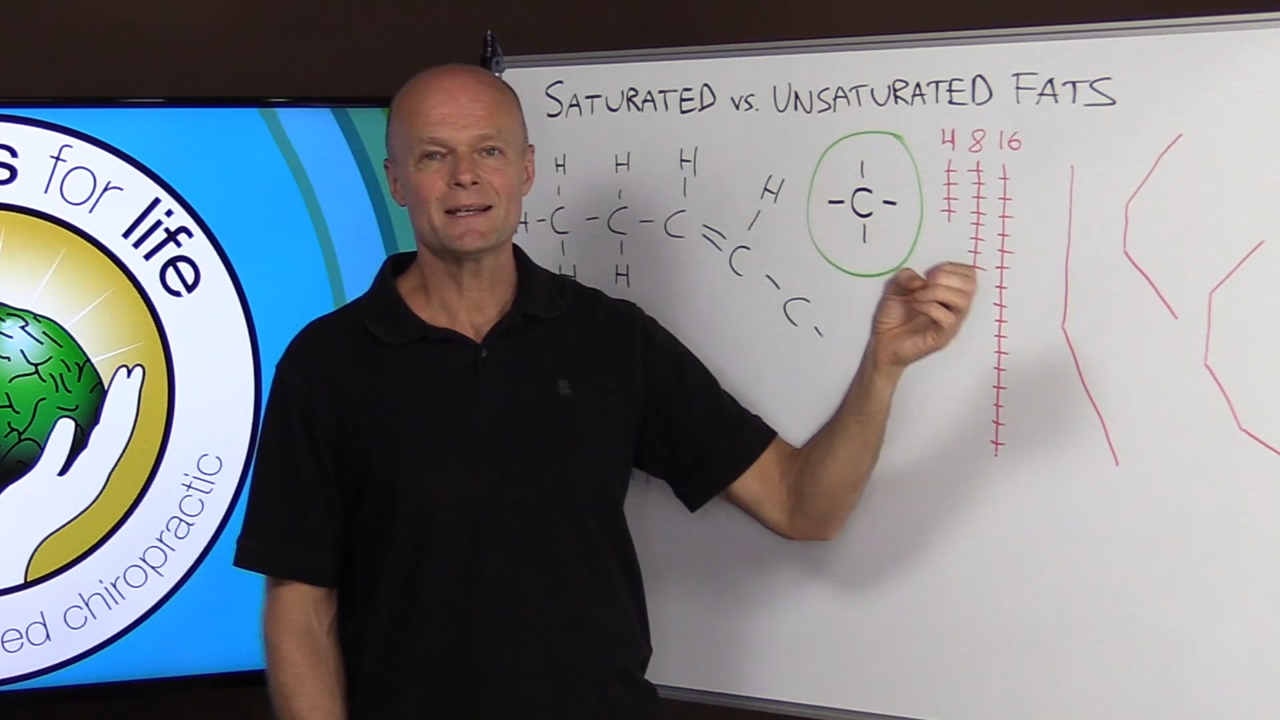 SATURATED vs. UNSATURATED FATS
for life
ed chiropractic
4 8 16
H H H H
H-C-C-C=C-C-
H H
-C-